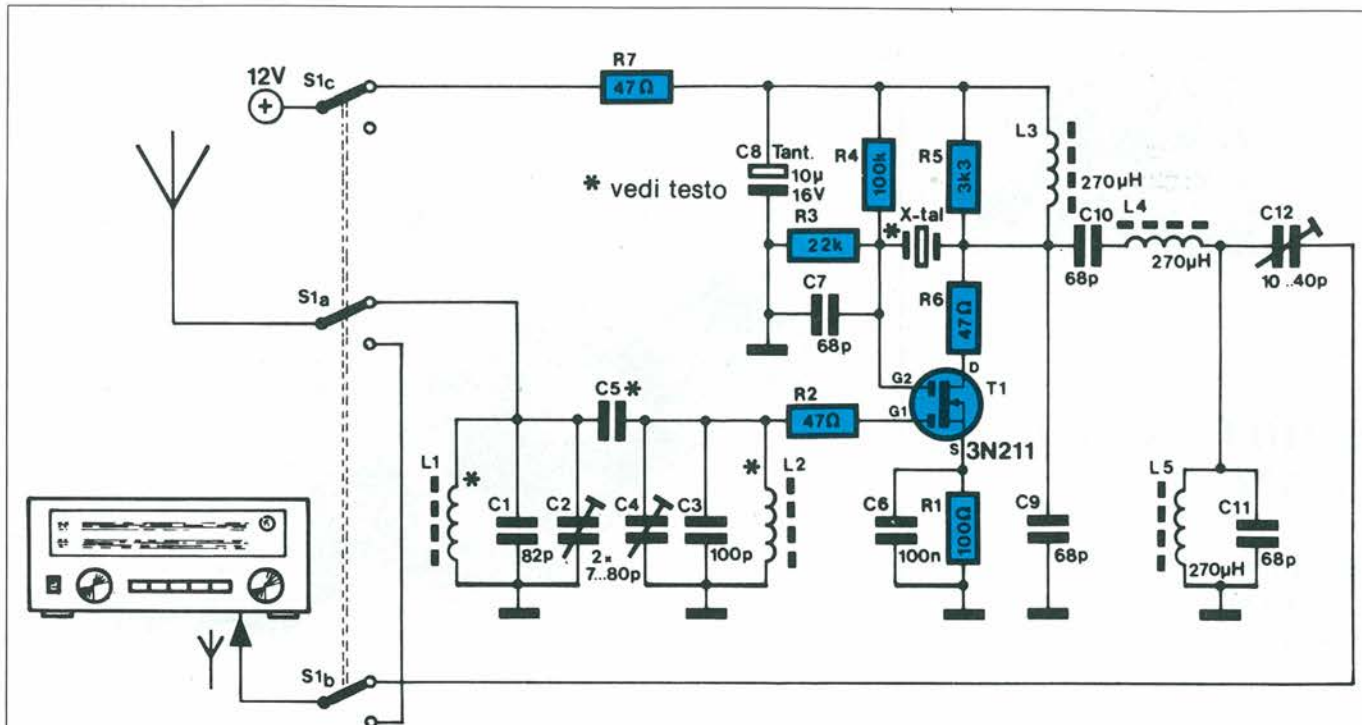 12V
S1c
R7
47Ω
C8 Tant.
10µ
16V
* vedi testo
R4
100k
R5
3k3
L3
270µH
R3
22k
*
X-tal
C10
68p
L4
270µH
C12
10..40p
C7
68p
R6
47Ω
S1a
G2
D
T1
G1
S
3N211
C5*
R2
47Ω
L1
*
C1
82p
C2
2x
7...80p
C4
C3
100p
*
L2
C6
100n
R1
100Ω
C9
68p
L5
270µH
C11
68p
S1b